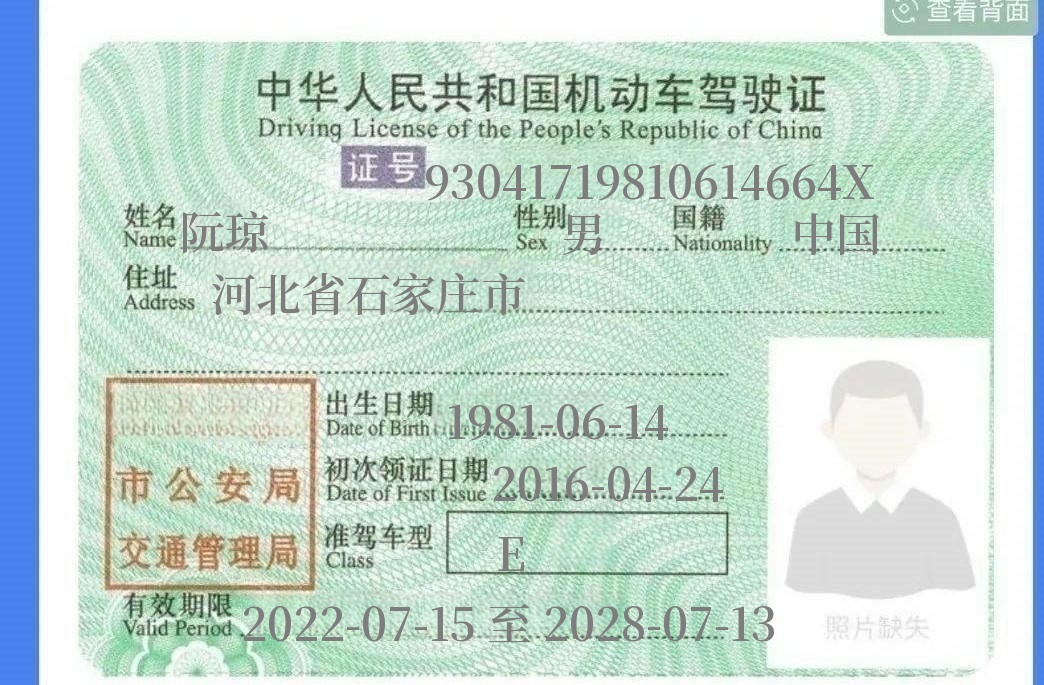 查看背面
中华人民共和国机动车驾驶证
Driving License of the People's Republic of China
证号 93041719810614664X
姓名 阮琼 性别 男 国籍 中国
Name Sex Nationality
住址 河北省石家庄市
Address
出生日期 1981-06-14
Date of Birth
初次领证日期 2016-04-24
Date of First Issue
市公安局
交通管理局
准驾车型 E
Class
有效期限 2022-07-15 至 2028-07-13
Valid Period
照片缺失